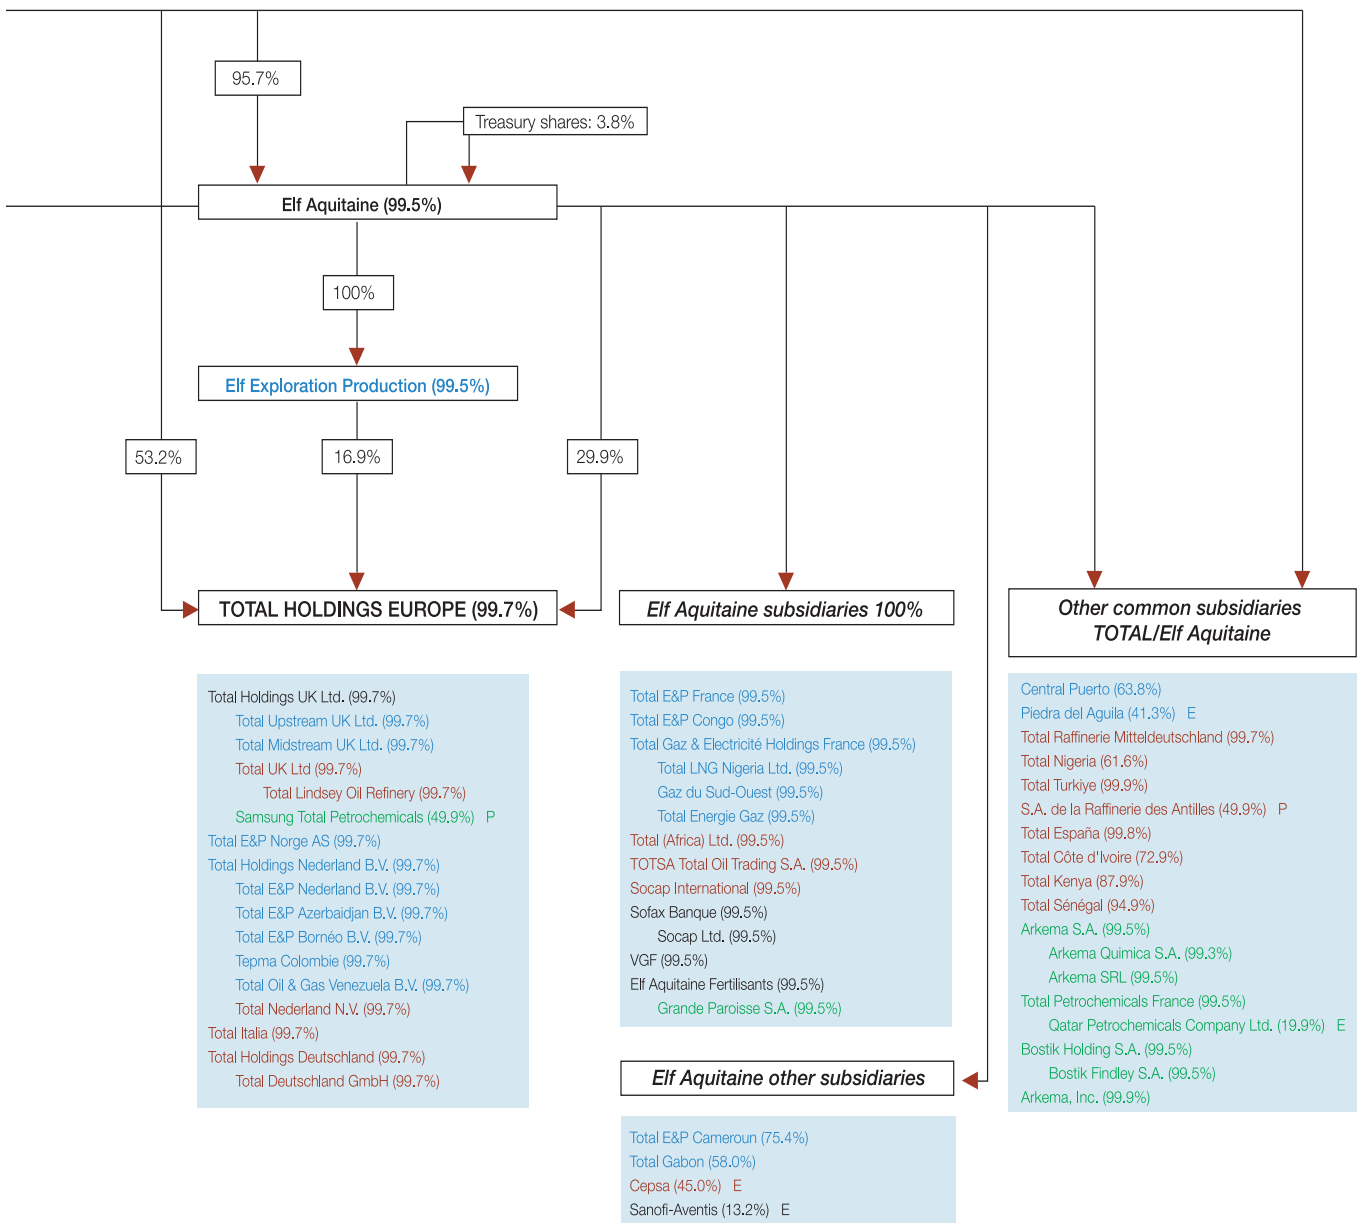 95.7%
Treasury shares: 3.8%
Elf Aquitaine (99.5%)
100%
Elf Exploration Production (99.5%)
53.2%
16.9%
29.9%
TOTAL HOLDINGS EUROPE (99.7%)
Total Holdings UK Ltd. (99.7%)
Total Upstream UK Ltd. (99.7%)
Total Midstream UK Ltd. (99.7%)
Total UK Ltd (99.7%)
Total Lindsey Oil Refinery (99.7%)
Samsung Total Petrochemicals (49.9%) P
Total E&P Norge AS (99.7%)
Total Holdings Nederland B.V. (99.7%)
Total E&P Nederland B.V. (99.7%)
Total E&P Azerbaidjan B.V. (99.7%)
Total E&P Bornéo B.V. (99.7%)
Tepma Colombie (99.7%)
Total Oil & Gas Venezuela B.V. (99.7%)
Total Nederland N.V. (99.7%)
Total Italia (99.7%)
Total Holdings Deutschland (99.7%)
Total Deutschland GmbH (99.7%)
Elf Aquitaine subsidiaries 100%
Total E&P France (99.5%)
Total E&P Congo (99.5%)
Total Gaz & Electricité Holdings France (99.5%)
Total LNG Nigeria Ltd. (99.5%)
Gaz du Sud-Ouest (99.5%)
Total Energie Gaz (99.5%)
Total (Africa) Ltd. (99.5%)
TOTSA Total Oil Trading S.A. (99.5%)
Socap International (99.5%)
Sofax Banque (99.5%)
Socap Ltd. (99.5%)
VGF (99.5%)
Elf Aquitaine Fertilisants (99.5%)
Grande Paroisse S.A. (99.5%)
Elf Aquitaine other subsidiaries
Total E&P Cameroun (75.4%)
Total Gabon (58.0%)
Cepsa (45.0%) E
Sanofi-Aventis (13.2%) E
Other common subsidiaries
TOTAL/Elf Aquitaine
Central Puerto (63.8%)
Piedra del Aguila (41.3%) E
Total Raffinerie Mitteldeutschland (99.7%)
Total Nigeria (61.6%)
Total Turkiye (99.9%)
S.A. de la Raffinerie des Antilles (49.9%) P
Total España (99.8%)
Total Côte d'Ivoire (72.9%)
Total Kenya (87.9%)
Total Sénégal (94.9%)
Arkema S.A. (99.5%)
Arkema Quimica S.A. (99.3%)
Arkema SRL (99.5%)
Total Petrochemicals France (99.5%)
Qatar Petrochemicals Company Ltd. (19.9%) E
Bostik Holding S.A. (99.5%)
Bostik Findley S.A. (99.5%)
Arkema, Inc. (99.9%)